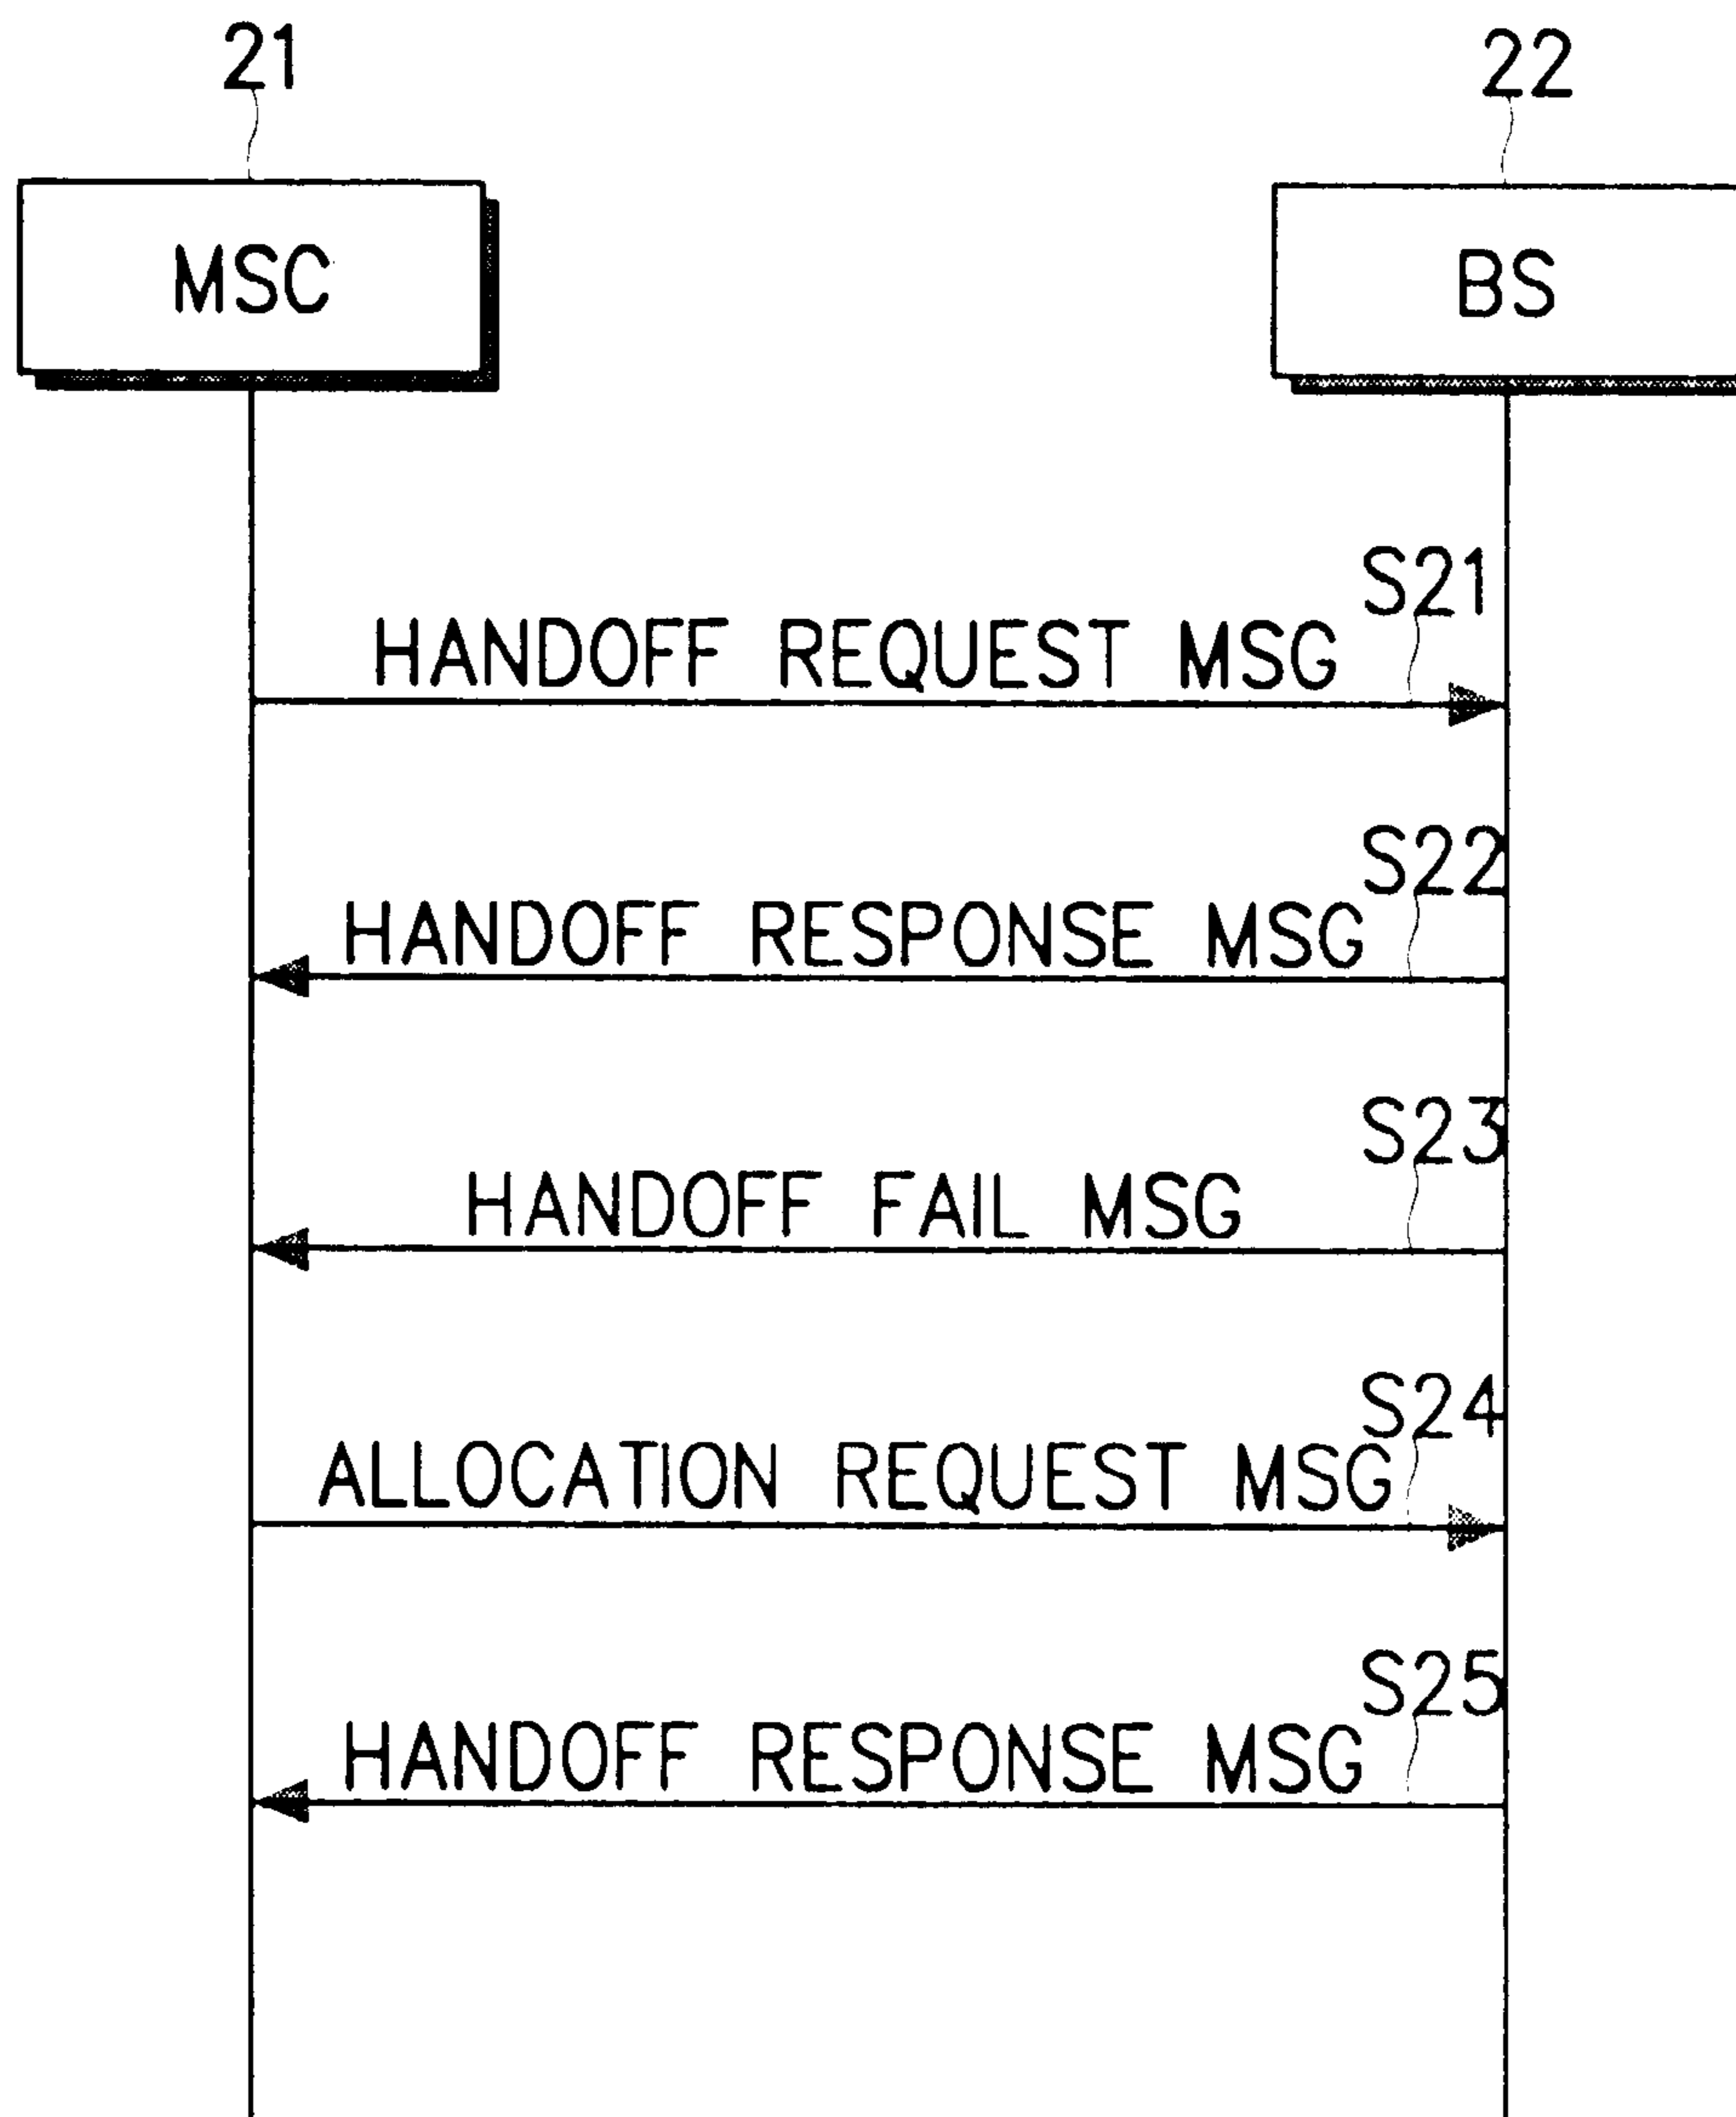 21
22
MSC
BS
S21
HANDOFF REQUEST MSG
S22
HANDOFF RESPONSE MSG
S23
HANDOFF FAIL MSG
S24
ALLOCATION REQUEST MSG
S25
HANDOFF RESPONSE MSG